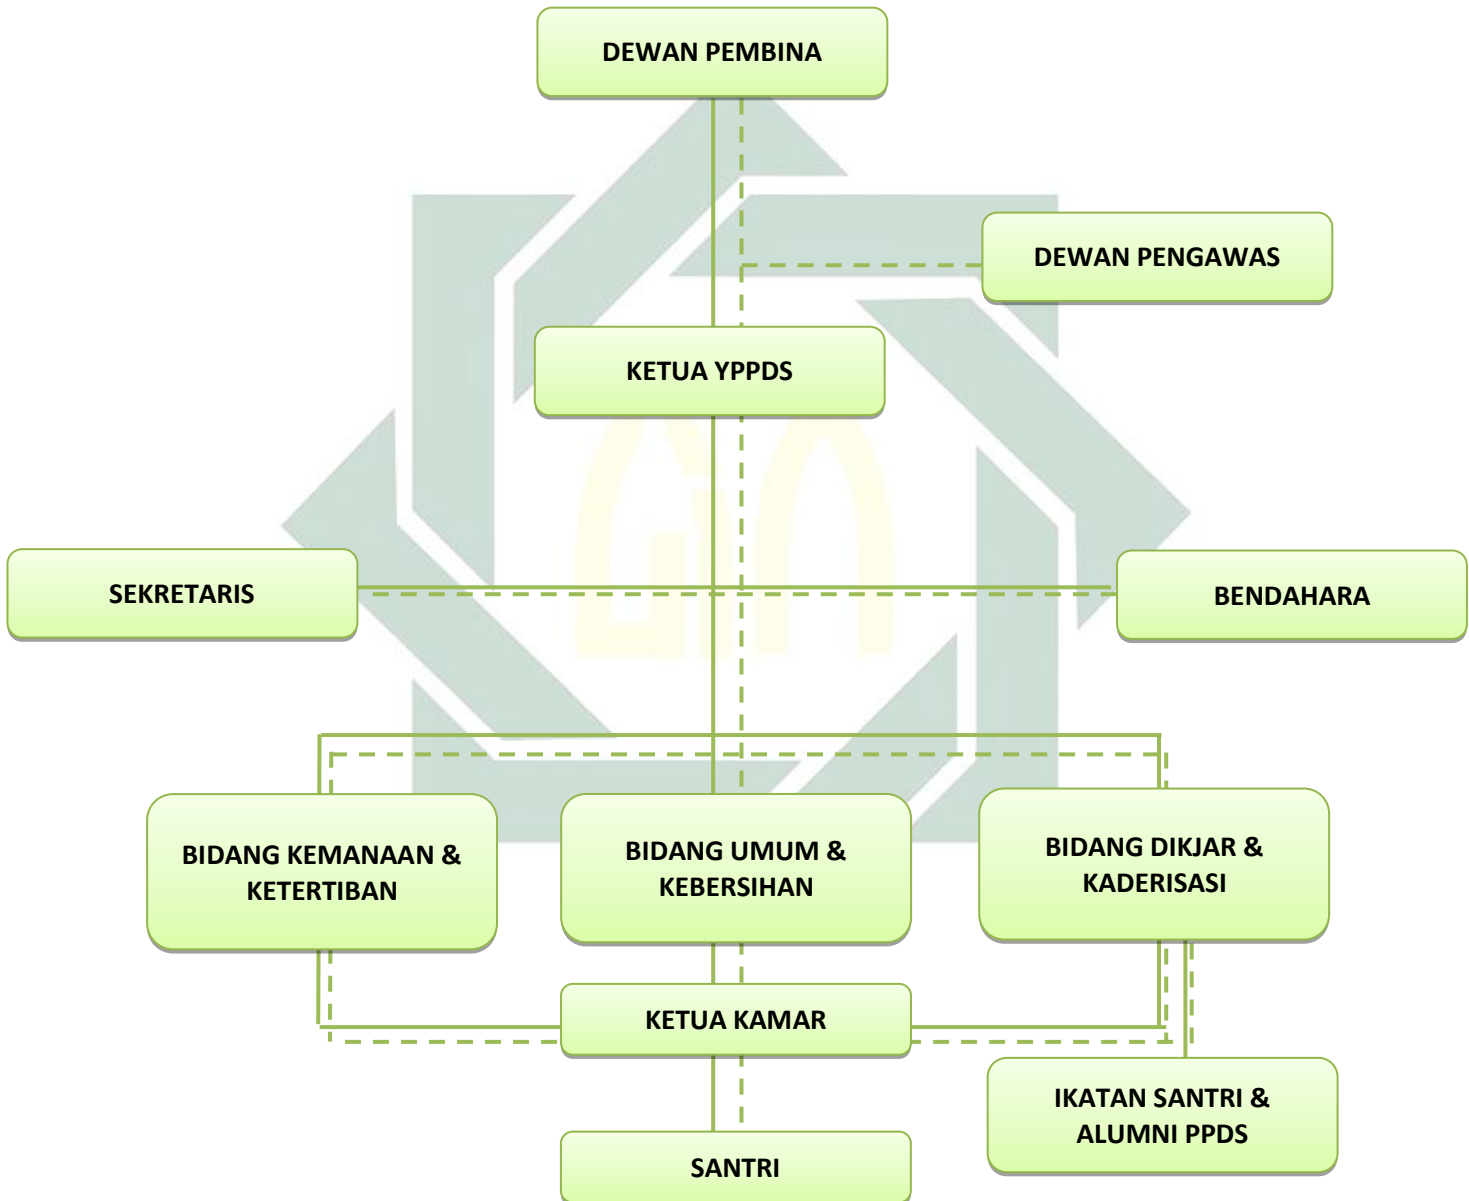 DEWAN PEMBINA
DEWAN PENGAWAS
KETUA YPPDS
SEKRETARIS
BENDAHARA
BIDANG KEMANAAN &
KETERTIBAN
BIDANG UMUM &
KEBERSIHAN
BIDANG DIKJAR &
KADERISASI
KETUA KAMAR
IKATAN SANTRI &
ALUMNI PPDS
SANTRI